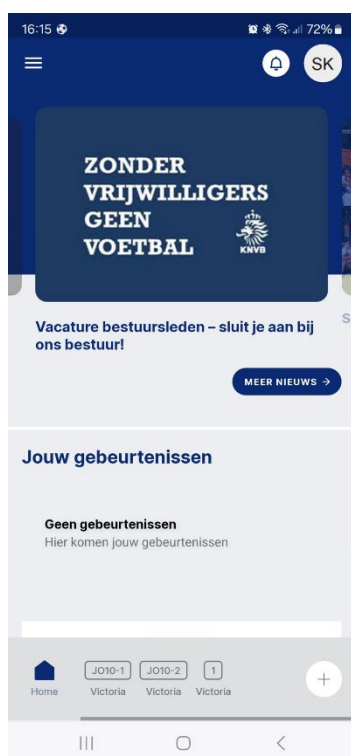 16:15
72%
SK
ZONDER
VRIJWILLIGERS
GEEN
VOETBAL
KNVB
Vacature bestuursleden – sluit je aan bij
ons bestuur!
S
MEER NIEUWS →
Jouw gebeurtenissen
Geen gebeurtenissen
Hier komen jouw gebeurtenissen
JO10-1 JO10-2 1
Home Victoria Victoria Victoria